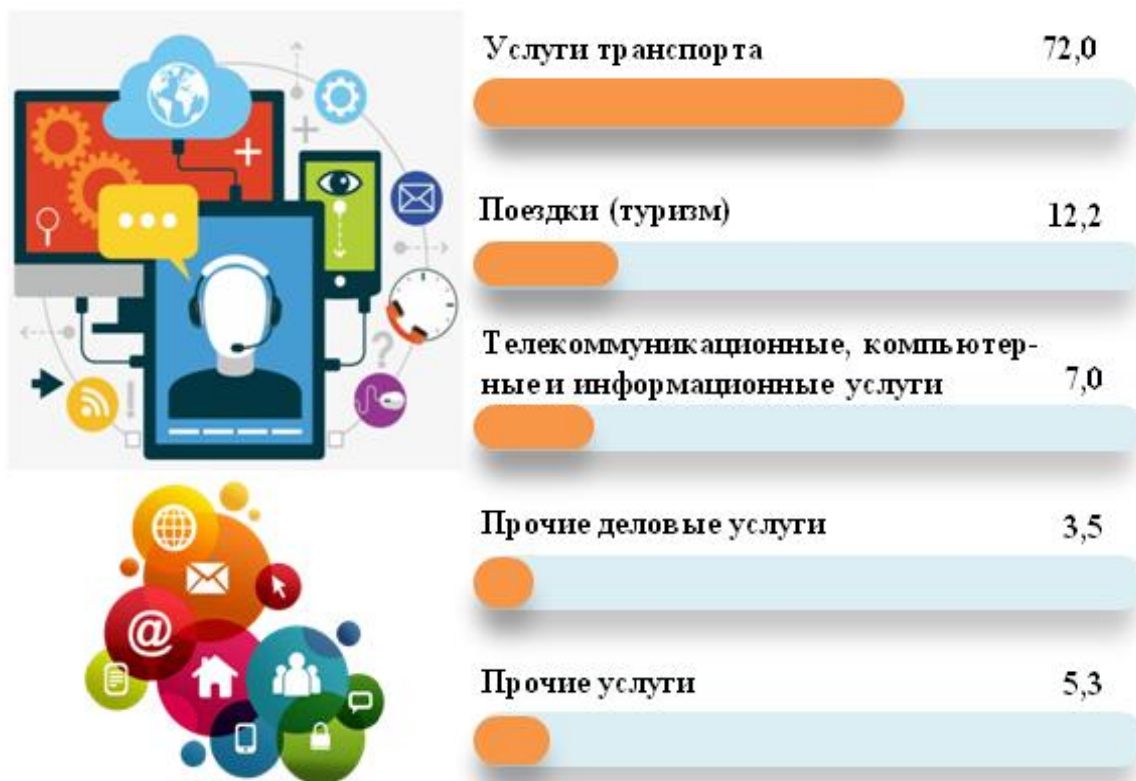 Услуги транспорта 72,0
Поездки (туризм) 12,2
Телекоммуникационные, компьютер-
ные и информационные услуги 7,0
Прочие деловые услуги 3,5
Прочие услуги 5,3